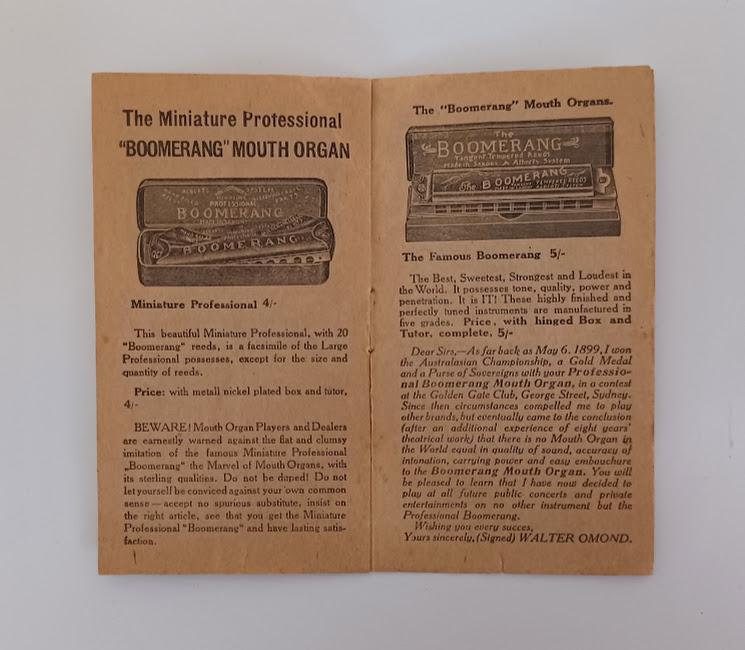 The Miniature Professional
"BOOMERANG" MOUTH ORGAN
PROFESSIONAL
BOOMERANG
BOOMERANG
Miniature Professional 4/-
This beautiful Miniature Professional, with 20
"Boomerang" reeds, is a facsimile of the Large
Professional possesses, except for the size and
quantity of reeds.
Price: with metal nickel plated box and tutor,
4/-
BEWARE! Mouth Organ Players and Dealers
are earnestly warned against the flat and clumsy
imitation of the famous Miniature Professional
„Boomerang" the Marvel of Mouth Organs, with
its sterling qualities. Do not be duped! Do not
let yourself be conviced against your own common
sense — accept no spurious substitute, insist on
the right article, see that you get the Miniature
Professional "Boomerang" and have lasting satis-
faction.
The "Boomerang" Mouth Organs.
The
BOOMERANG
Tangent Tempered Reeds
Made in Saxony Alberts System
The BOOMERANG
The Famous Boomerang 5/-
The Best, Sweetest, Strongest and Loudest in
the World. It possesses tone, quality, power and
penetration. It is IT! These highly finished and
perfectly tuned instruments are manufactured in
five grades. Price, with hinged Box and
Tutor, complete. 5/-
Dear Sirs,—As far back as May 6. 1899, I won
the Australasian Championship, a Gold Medal
and a Purse of Sovereigns with your Professio-
nal Boomerang Mouth Organ, in a contest
at the Golden Gate Club, George Street, Sydney.
Since then circumstances compelled me to play
other brands, but eventually came to the conclusion
(after an additional experience of eight years'
theatrical work) that there is no Mouth Organ in
the World equal in quality of sound, accuracy of
intonation, carrying power and easy embouchure
to the Boomerang Mouth Organ. You will
be pleased to learn that I have now decided to
play at all future public concerts and private
entertainments on no other instrument but the
Professional Boomerang.
Wishing you every succes,
Yours sincerely, (Signed) WALTER OMOND.